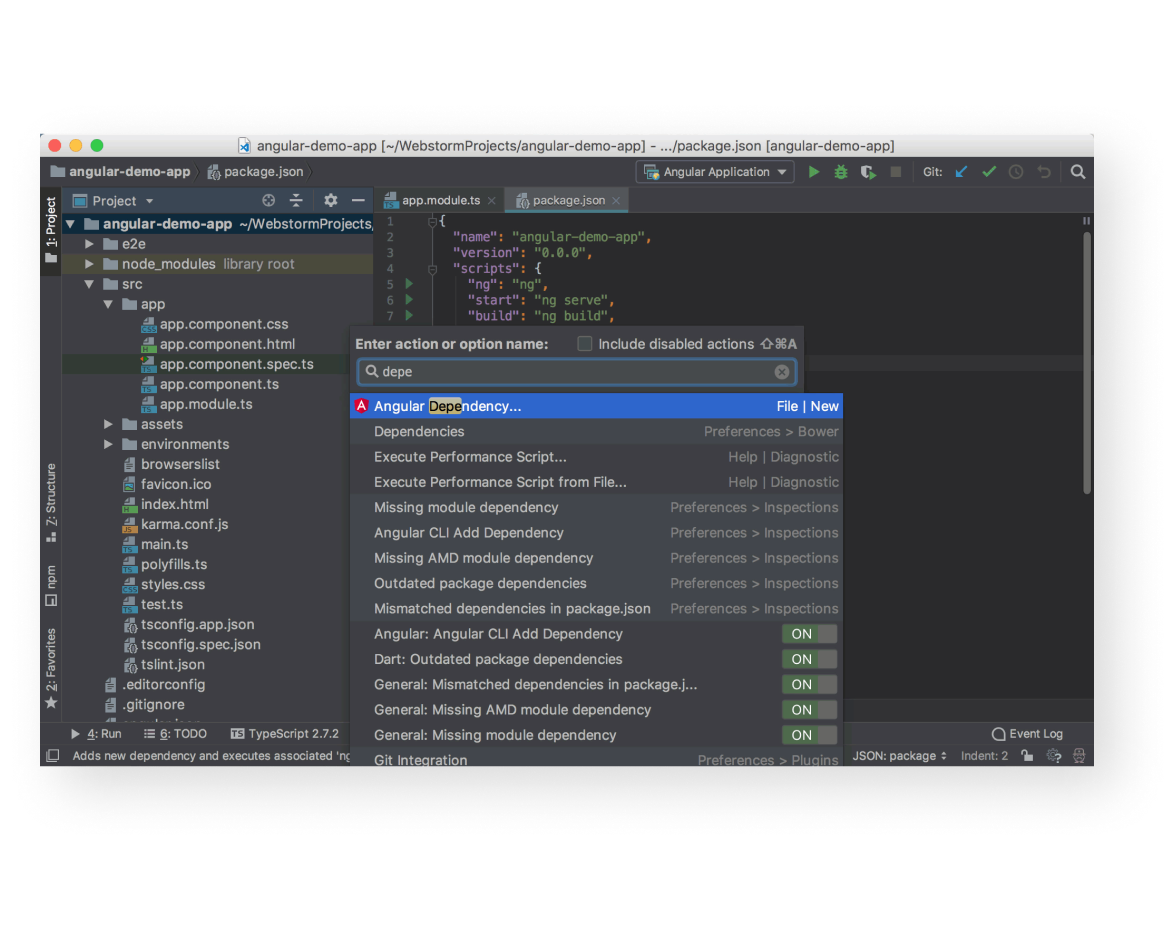 angular-demo-app [~/WebstormProjects/angular-demo-app] - .../package.json [angular-demo-app]
angular-demo-app package.json Angular Application Git:
1: Project
Z: Structure
npm
2: Favorites
Project
angular-demo-app ~/WebstormProjects/
e2e
node_modules library root
src
app
app.component.css
app.component.html
app.component.spec.ts
app.component.ts
app.module.ts
assets
environments
browserslist
favicon.ico
index.html
karma.conf.js
main.ts
polyfills.ts
styles.css
test.ts
tsconfig.app.json
tsconfig.spec.json
tslint.json
.editorconfig
.gitignore
app.module.ts package.json
1 {
2 "name": "angular-demo-app",
3 "version": "0.0.0",
4 "scripts": {
5 "ng": "ng",
6 "start": "ng serve",
7 "build": "ng build",
Enter action or option name: Include disabled actions ⇧⌘A
depe
Angular Dependency... File | New
Dependencies Preferences > Bower
Execute Performance Script... Help | Diagnostic
Execute Performance Script from File... Help | Diagnostic
Missing module dependency Preferences > Inspections
Angular CLI Add Dependency Preferences > Inspections
Missing AMD module dependency Preferences > Inspections
Outdated package dependencies Preferences > Inspections
Mismatched dependencies in package.json Preferences > Inspections
Angular: Angular CLI Add Dependency ON
Dart: Outdated package dependencies ON
General: Mismatched dependencies in package.j... ON
General: Missing AMD module dependency ON
General: Missing module dependency ON
Git Integration Preferences > Plugins
4: Run 6: TODO TypeScript 2.7.2 Event Log
Adds new dependency and executes associated 'ng JSON: package Indent: 2